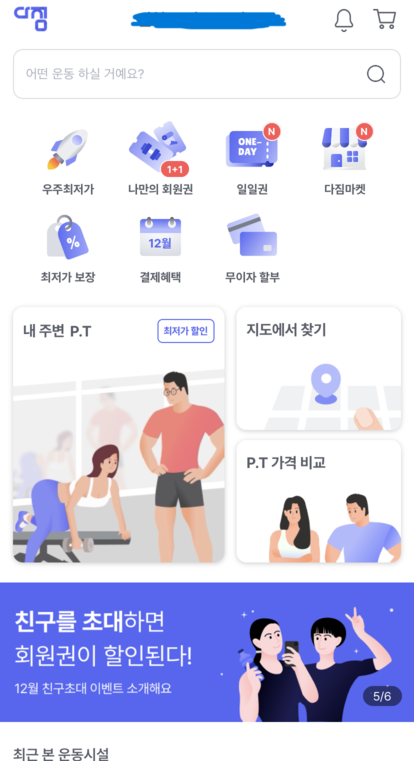 다짐
어떤 운동 하실 거예요?
ONE-
DAY
N
N
1+1
우주최저가
나만의 회원권
일일권
다짐마켓
%
12월
최저가 보장
결제혜택
무이자 할부
내 주변 P.T
최저가 할인
지도에서 찾기
P.T 가격 비교
친구를 초대하면
회원권이 할인된다!
12월 친구초대 이벤트 소개해요
5/6
최근 본 운동시설